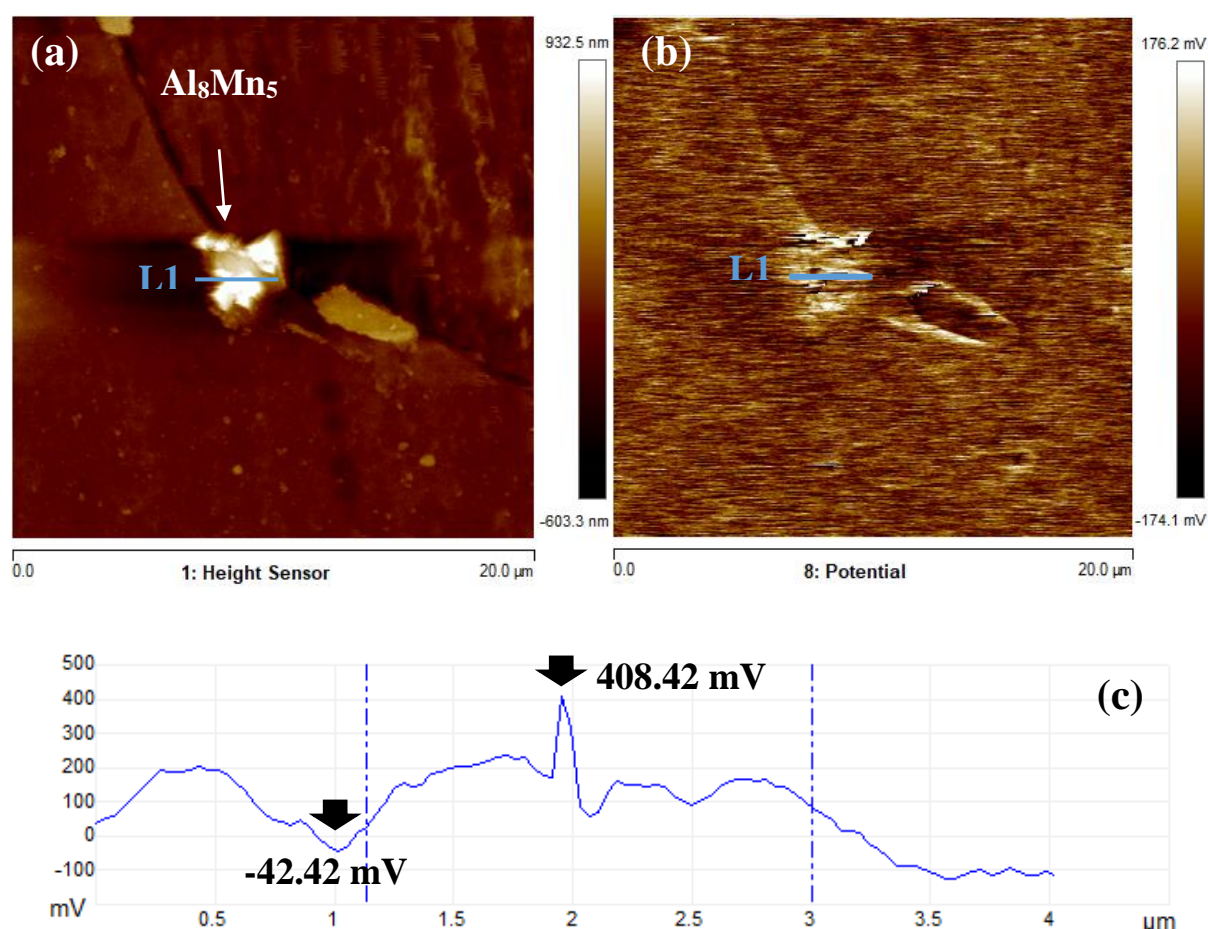 (a)
932.5 nm
Al₈Mn₅
L1
-603.3 nm
0.0
1: Height Sensor
20.0 µm
(b)
176.2 mV
L1
-174.1 mV
0.0
8: Potential
20.0 µm
500
400
300
200
100
0
-100
mV
408.42 mV
(c)
-42.42 mV
0.5
1
1.5
2
2.5
3
3.5
4
µm